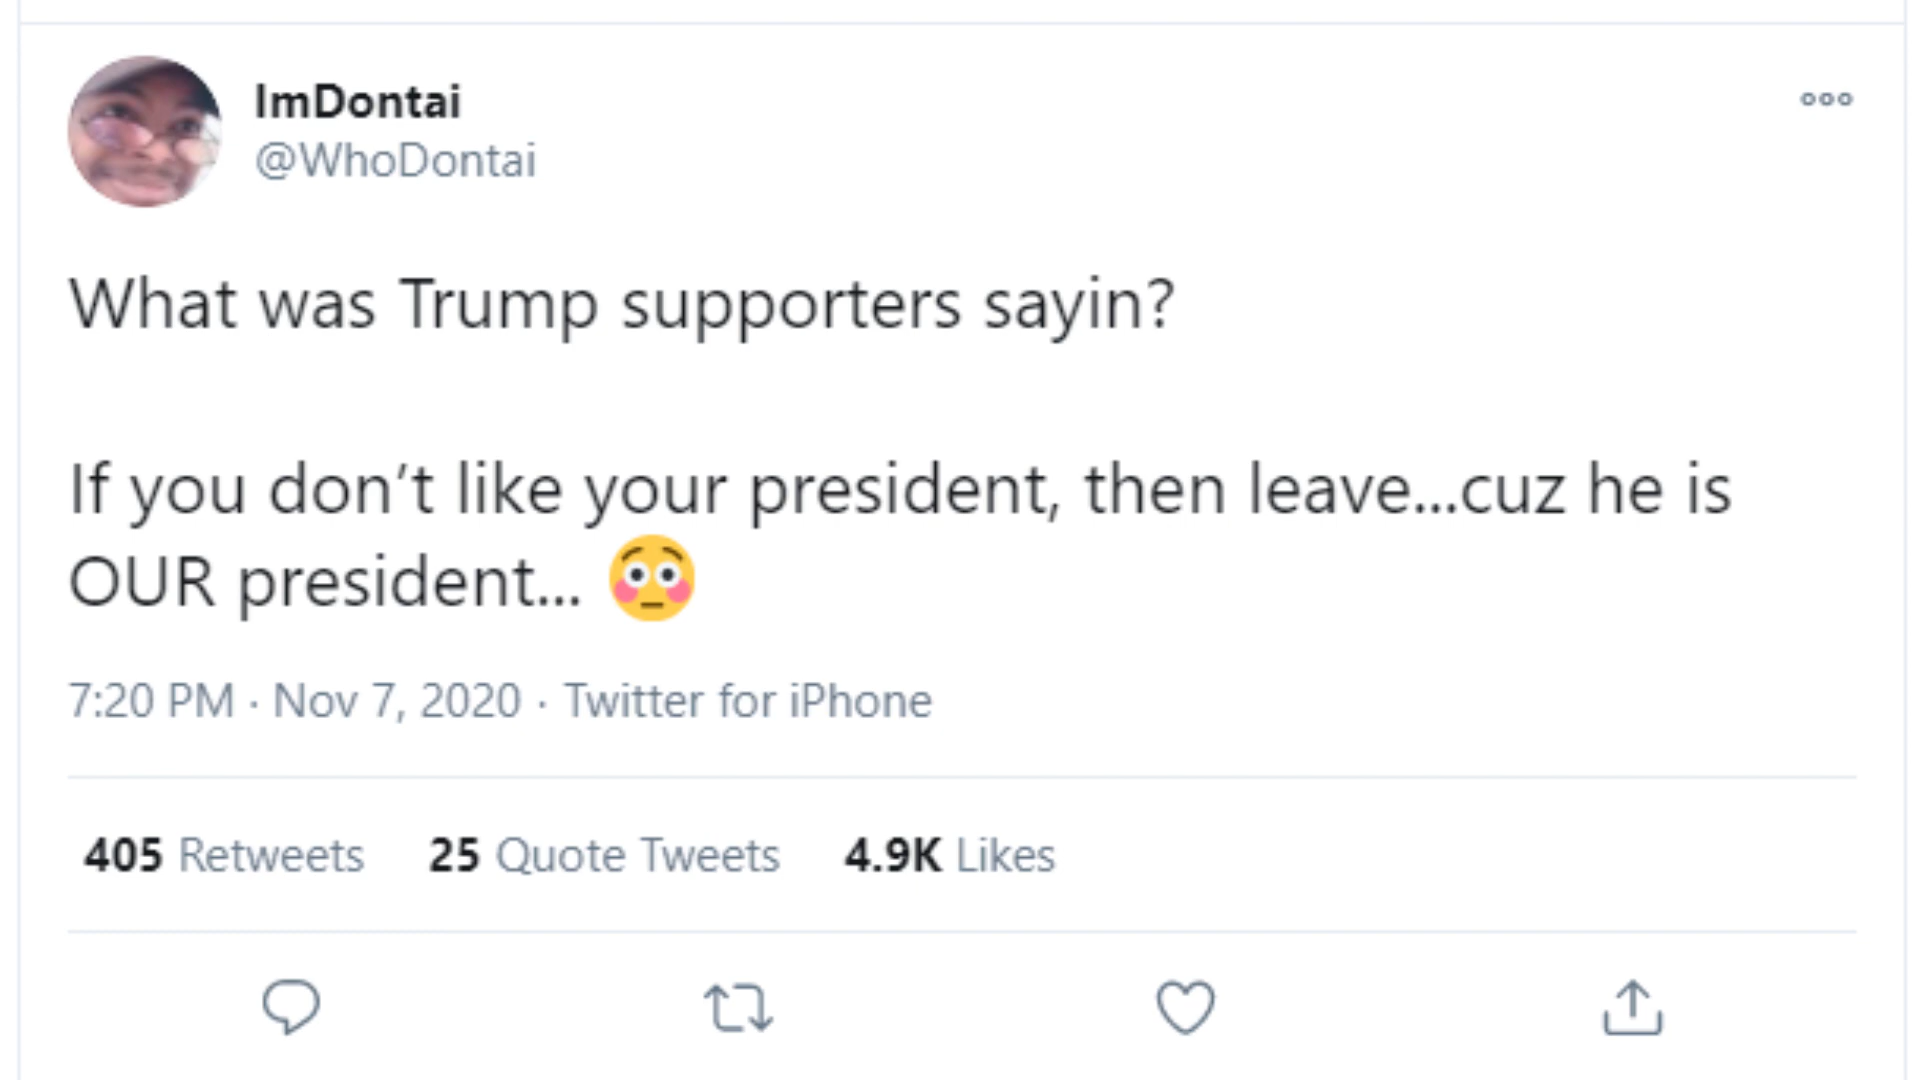 ImDontai
@WhoDontai
What was Trump supporters sayin?
If you don’t like your president, then leave...cuz he is
OUR president... 😳
7:20 PM · Nov 7, 2020 · Twitter for iPhone
405 Retweets 25 Quote Tweets 4.9K Likes